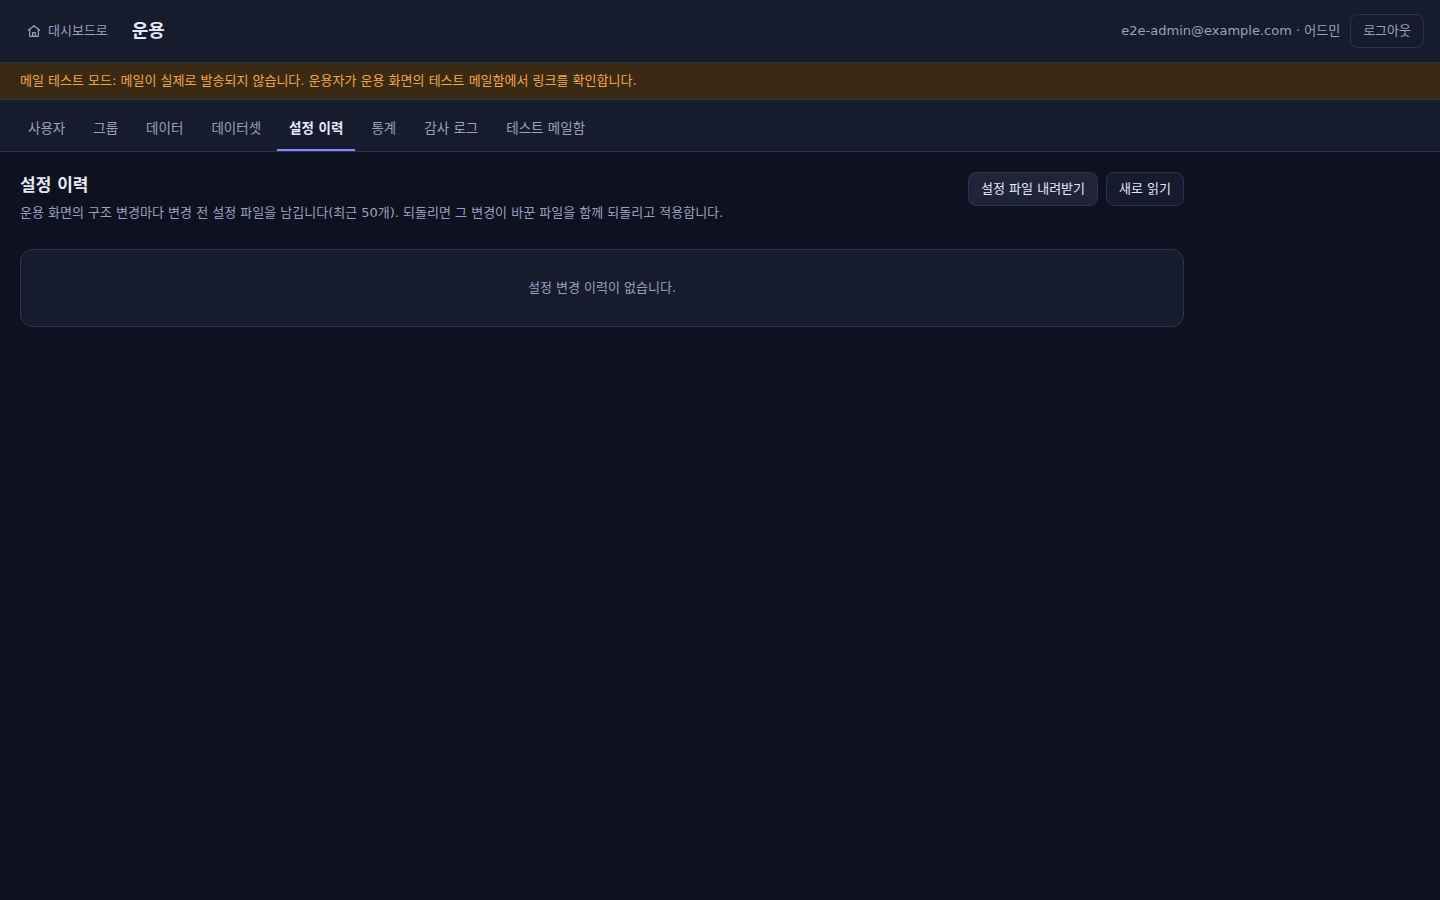 대시보드로
운용
e2e-admin@example.com · 어드민
로그아웃
메일 테스트 모드: 메일이 실제로 발송되지 않습니다. 운용자가 운용 화면의 테스트 메일함에서 링크를 확인합니다.
사용자 그룹 데이터 데이터셋 설정 이력 통계 감사 로그 테스트 메일함
설정 이력
설정 파일 내려받기 새로 읽기
운용 화면의 구조 변경마다 변경 전 설정 파일을 남깁니다(최근 50개). 되돌리면 그 변경이 바꾼 파일을 함께 되돌리고 적용합니다.
설정 변경 이력이 없습니다.